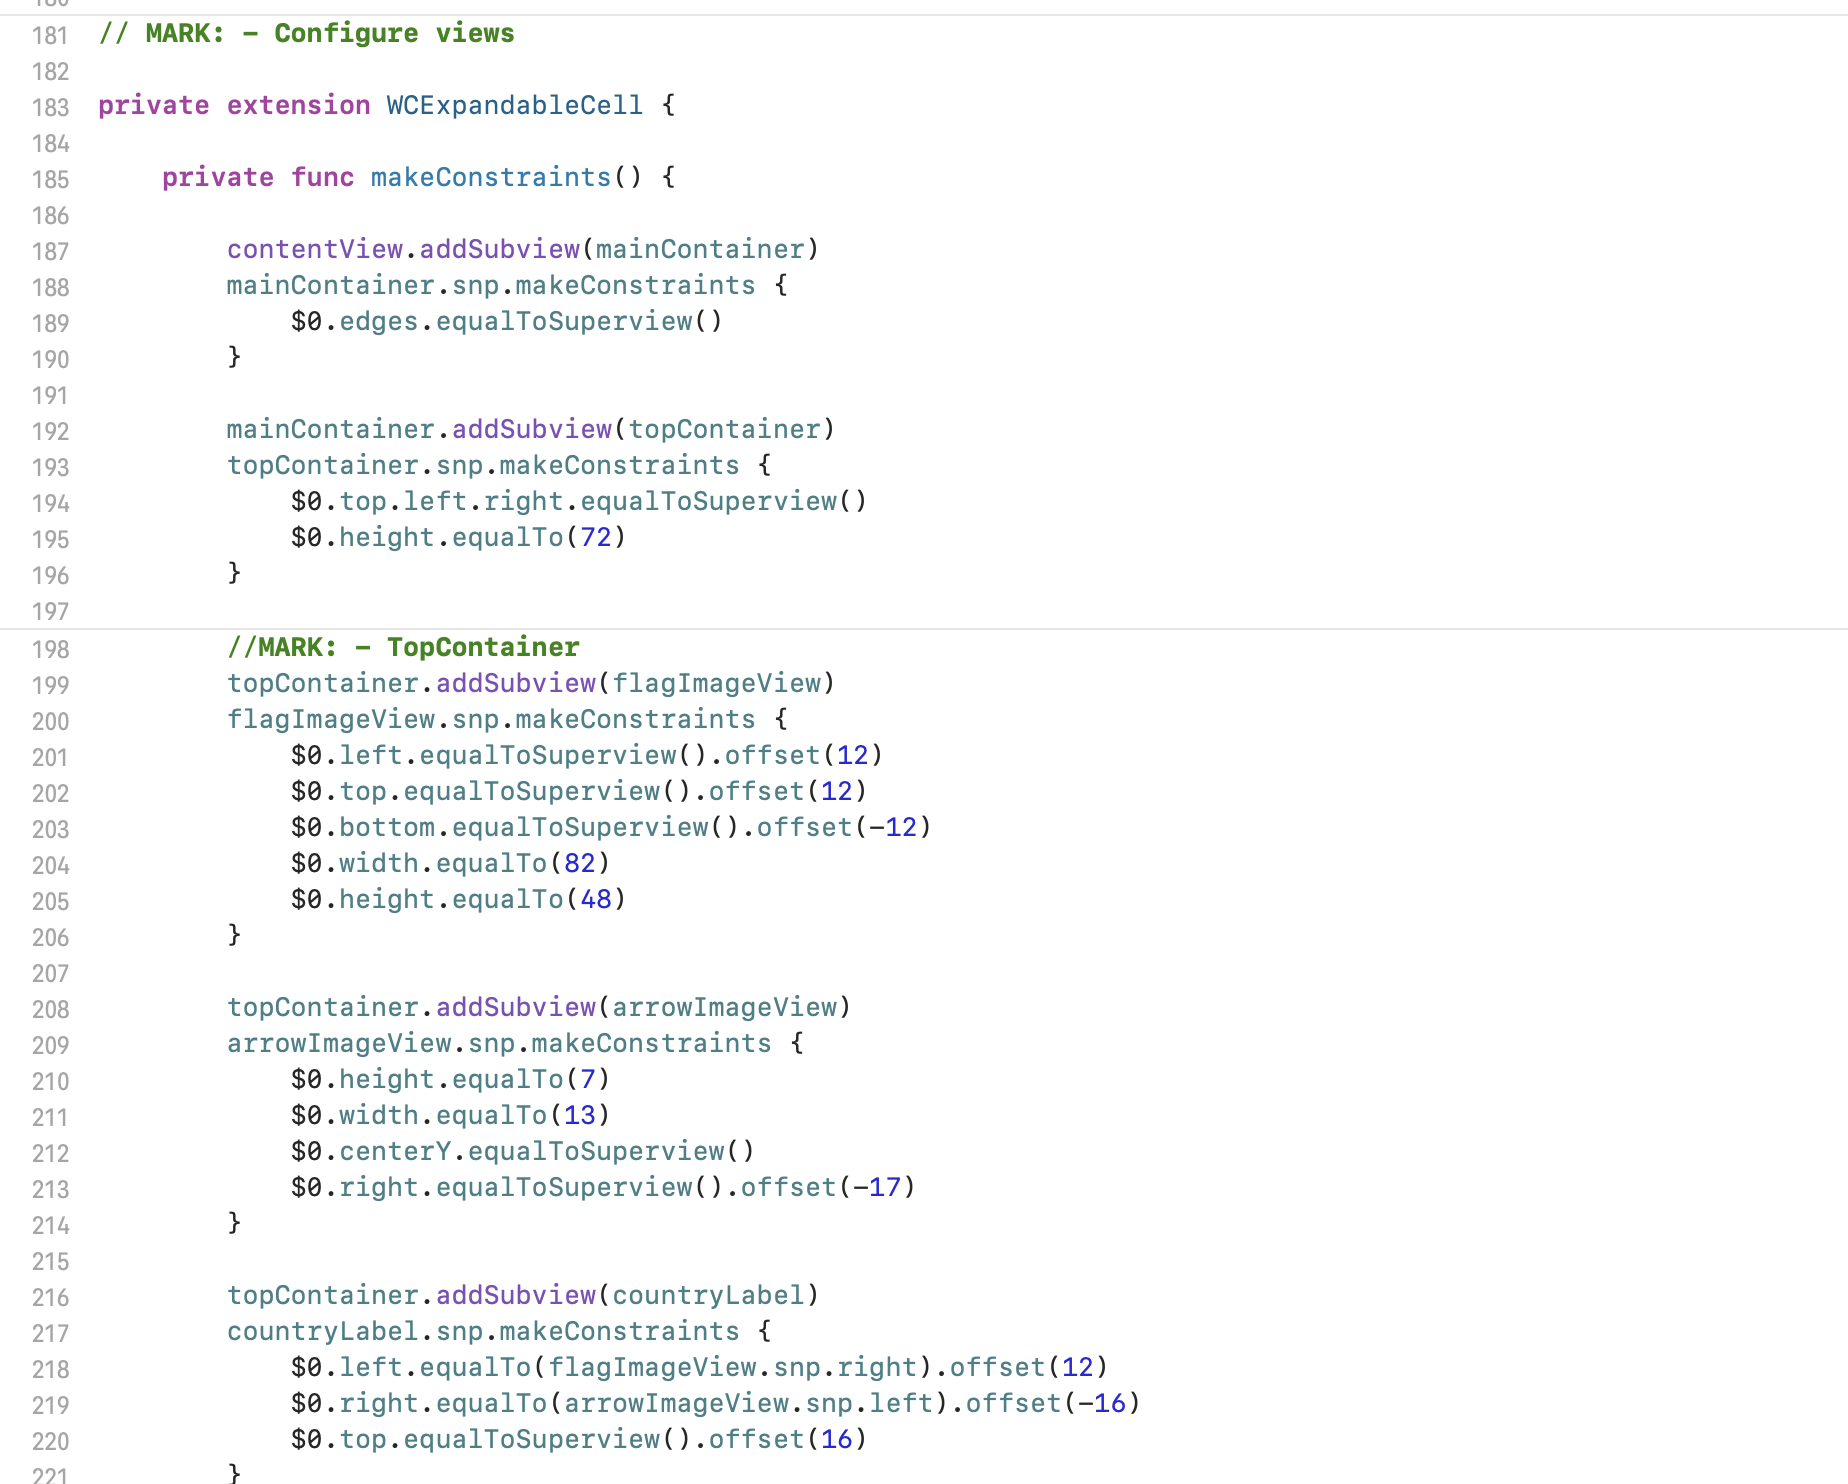 180
181 // MARK: - Configure views
182
183 private extension WCExpandableCell {
184
185     private func makeConstraints() {
186
187         contentView.addSubview(mainContainer)
188         mainContainer.snp.makeConstraints {
189             $0.edges.equalToSuperview()
190         }
191
192         mainContainer.addSubview(topContainer)
193         topContainer.snp.makeConstraints {
194             $0.top.left.right.equalToSuperview()
195             $0.height.equalTo(72)
196         }
197
198         //MARK: - TopContainer
199         topContainer.addSubview(flagImageView)
200         flagImageView.snp.makeConstraints {
201             $0.left.equalToSuperview().offset(12)
202             $0.top.equalToSuperview().offset(12)
203             $0.bottom.equalToSuperview().offset(-12)
204             $0.width.equalTo(82)
205             $0.height.equalTo(48)
206         }
207
208         topContainer.addSubview(arrowImageView)
209         arrowImageView.snp.makeConstraints {
210             $0.height.equalTo(7)
211             $0.width.equalTo(13)
212             $0.centerY.equalToSuperview()
213             $0.right.equalToSuperview().offset(-17)
214         }
215
216         topContainer.addSubview(countryLabel)
217         countryLabel.snp.makeConstraints {
218             $0.left.equalTo(flagImageView.snp.right).offset(12)
219             $0.right.equalTo(arrowImageView.snp.left).offset(-16)
220             $0.top.equalToSuperview().offset(16)
221         }